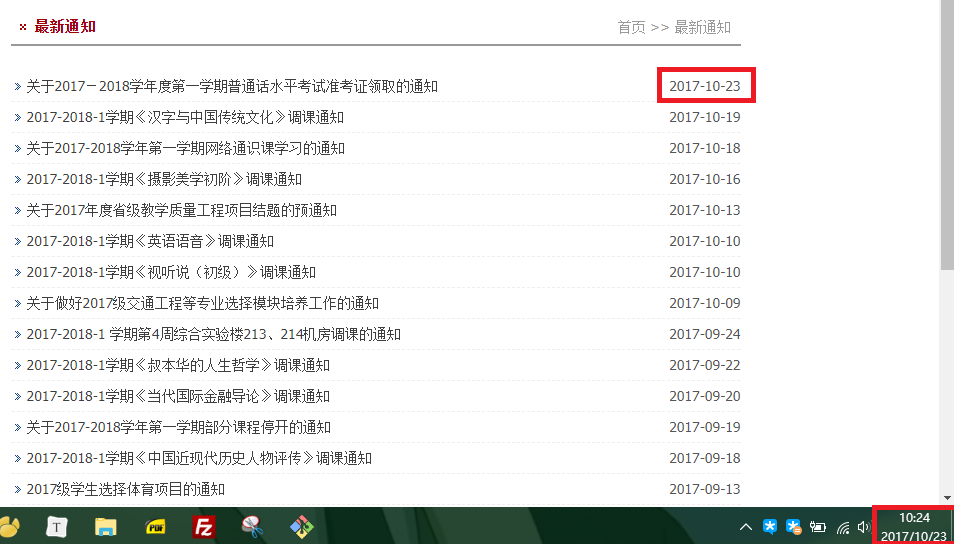 最新通知 首页 >> 最新通知
» 关于2017－2018学年度第一学期普通话水平考试准考证领取的通知 2017-10-23
» 2017-2018-1学期《汉字与中国传统文化》调课通知 2017-10-19
» 关于2017-2018学年第一学期网络通识课学习的通知 2017-10-18
» 2017-2018-1学期《摄影美学初阶》调课通知 2017-10-16
» 关于2017年度省级教学质量工程项目结题的预通知 2017-10-13
» 2017-2018-1学期《英语语音》调课通知 2017-10-10
» 2017-2018-1学期《视听说（初级）》调课通知 2017-10-10
» 关于做好2017级交通工程等专业选择模块培养工作的通知 2017-10-09
» 2017-2018-1 学期第4周综合实验楼213、214机房调课的通知 2017-09-24
» 2017-2018-1学期《叔本华的人生哲学》调课通知 2017-09-22
» 2017-2018-1学期《当代国际金融导论》调课通知 2017-09-20
» 关于2017-2018学年第一学期部分课程停开的通知 2017-09-19
» 2017-2018-1学期《中国近现代历史人物评传》调课通知 2017-09-18
» 2017级学生选择体育项目的通知 2017-09-13
T PDF FZ
10:24
2017/10/23